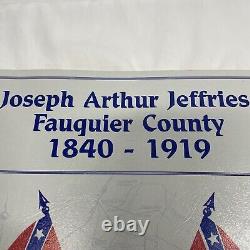 Joseph Arthur Jeffries
Fauquier County
1840 - 1919